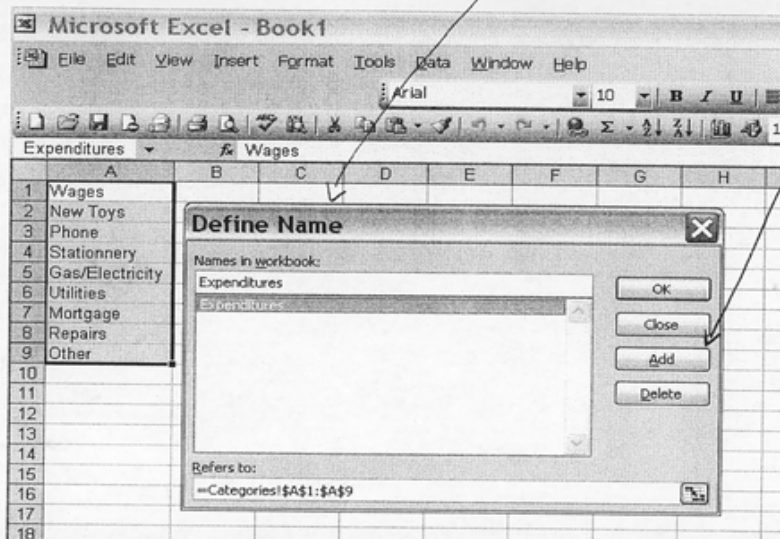 Microsoft Excel - Book1
File Edit View Insert Format Tools Data Window Help
Arial 10 B I U
Expenditures fx Wages
A B C D E F G H
1 Wages
2 New Toys
3 Phone
4 Stationnery
5 Gas/Electricity
6 Utilities
7 Mortgage
8 Repairs
9 Other
10
11
12
13
14
15
16
17
18
Define Name
Names in workbook:
Expenditures
Expenditures
OK
Close
Add
Delete
Refers to:
=Categories!$A$1:$A$9